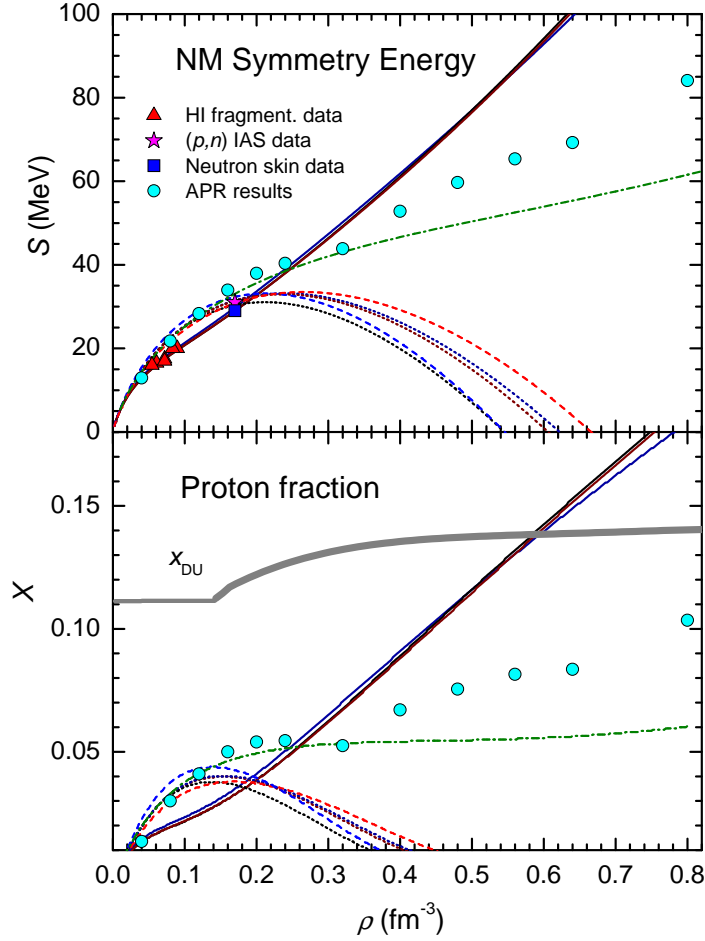 100
NM Symmetry Energy
HI fragment. data
80
(p,n) IAS data
Neutron skin data
APR results
60
S (MeV)
40
20
0
Proton fraction
0.15
x_DU
X
0.10
0.05
0.0 0.1 0.2 0.3 0.4 0.5 0.6 0.7 0.8
ρ (fm⁻³)